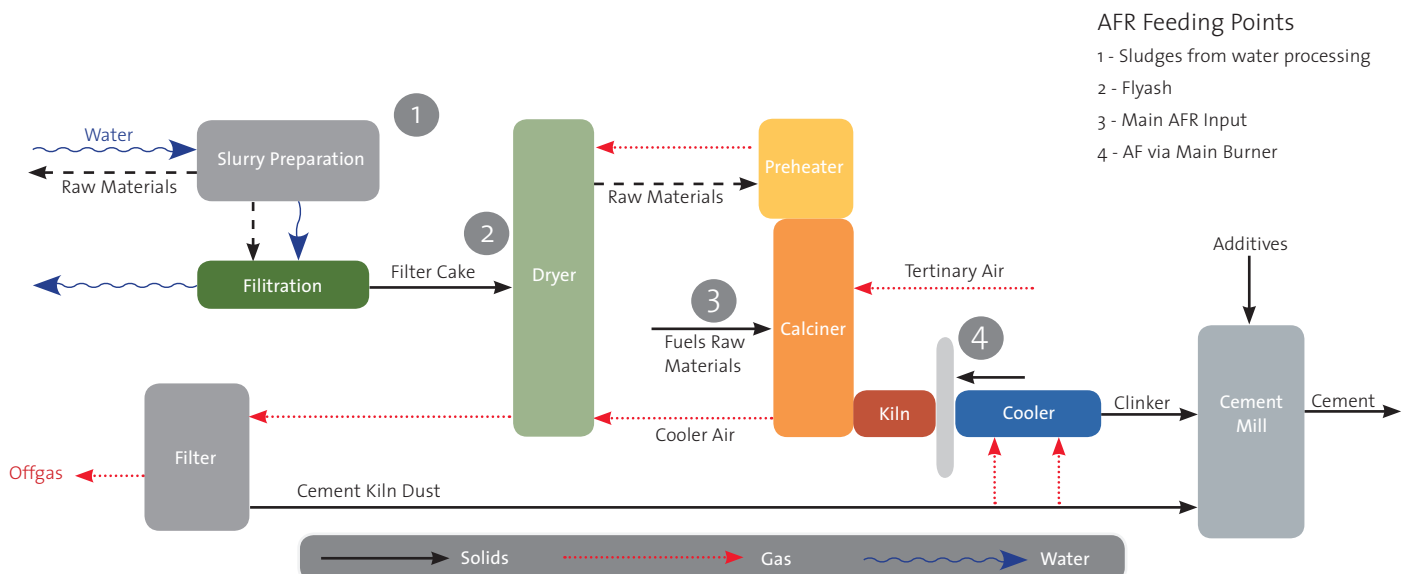 AFR Feeding Points
1 - Sludges from water processing
2 - Flyash
3 - Main AFR Input
4 - AF via Main Burner
1
Water
Slurry Preparation
Raw Materials
Preheater
Raw Materials
2
Filter Cake
Filitration
Dryer
Tertinary Air
Additives
3
Fuels Raw
Materials
Calciner
4
Kiln
Cooler
Clinker
Cement
Mill
Cement
Cooler Air
Filter
Offgas
Cement Kiln Dust
Solids
Gas
Water